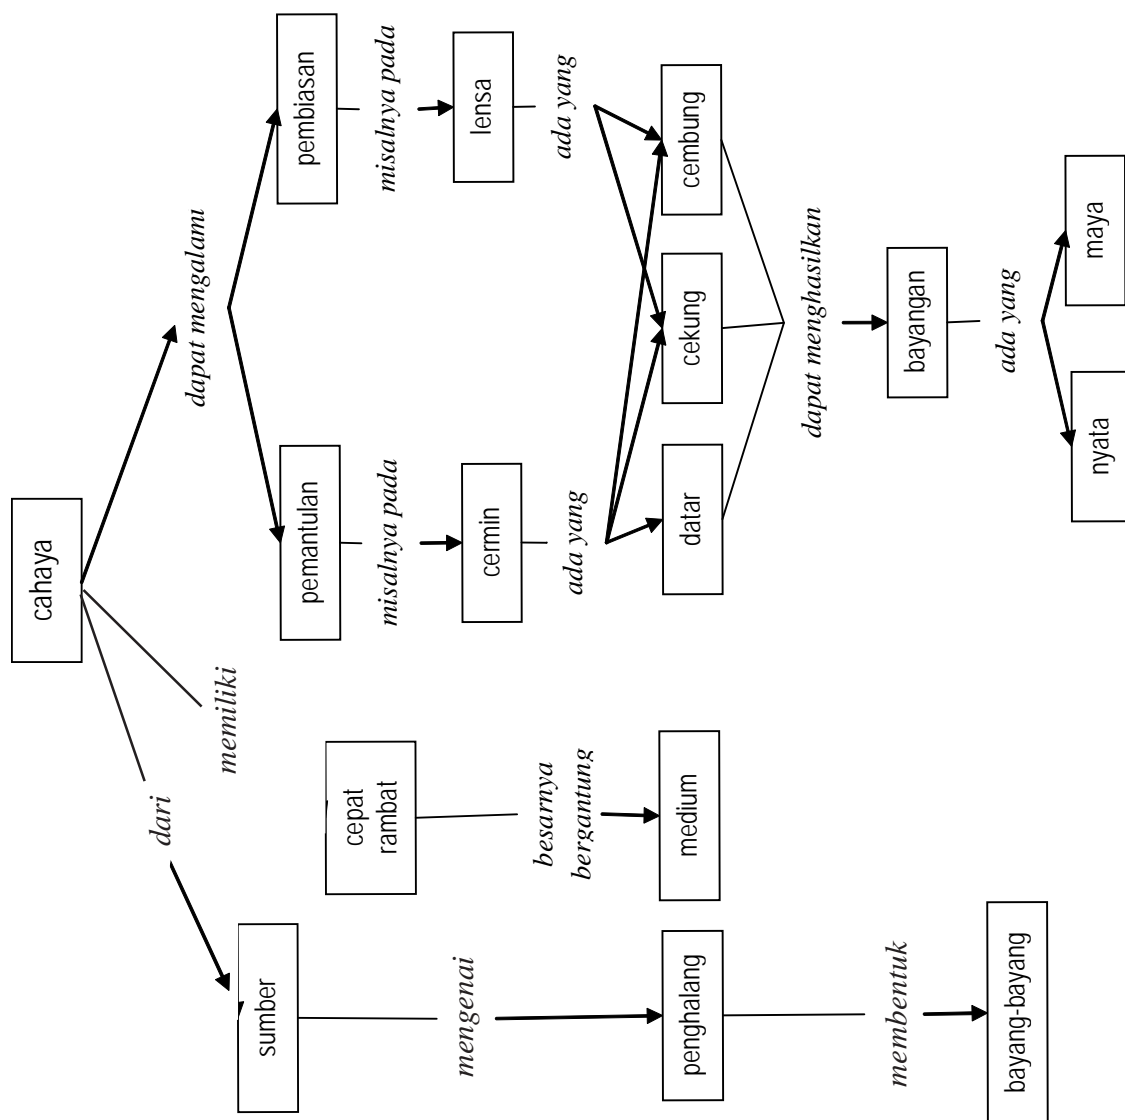 cahaya
dari
memiliki
dapat mengalami
sumber
cepat
rambat
pemantulan
pembiasan
mengenai
besarnya
bergantung
misalnya pada
misalnya pada
cermin
lensa
ada yang
ada yang
penghalang
medium
datar
cekung
cembung
membentuk
dapat menghasilkan
bayang-bayang
bayangan
ada yang
nyata
maya